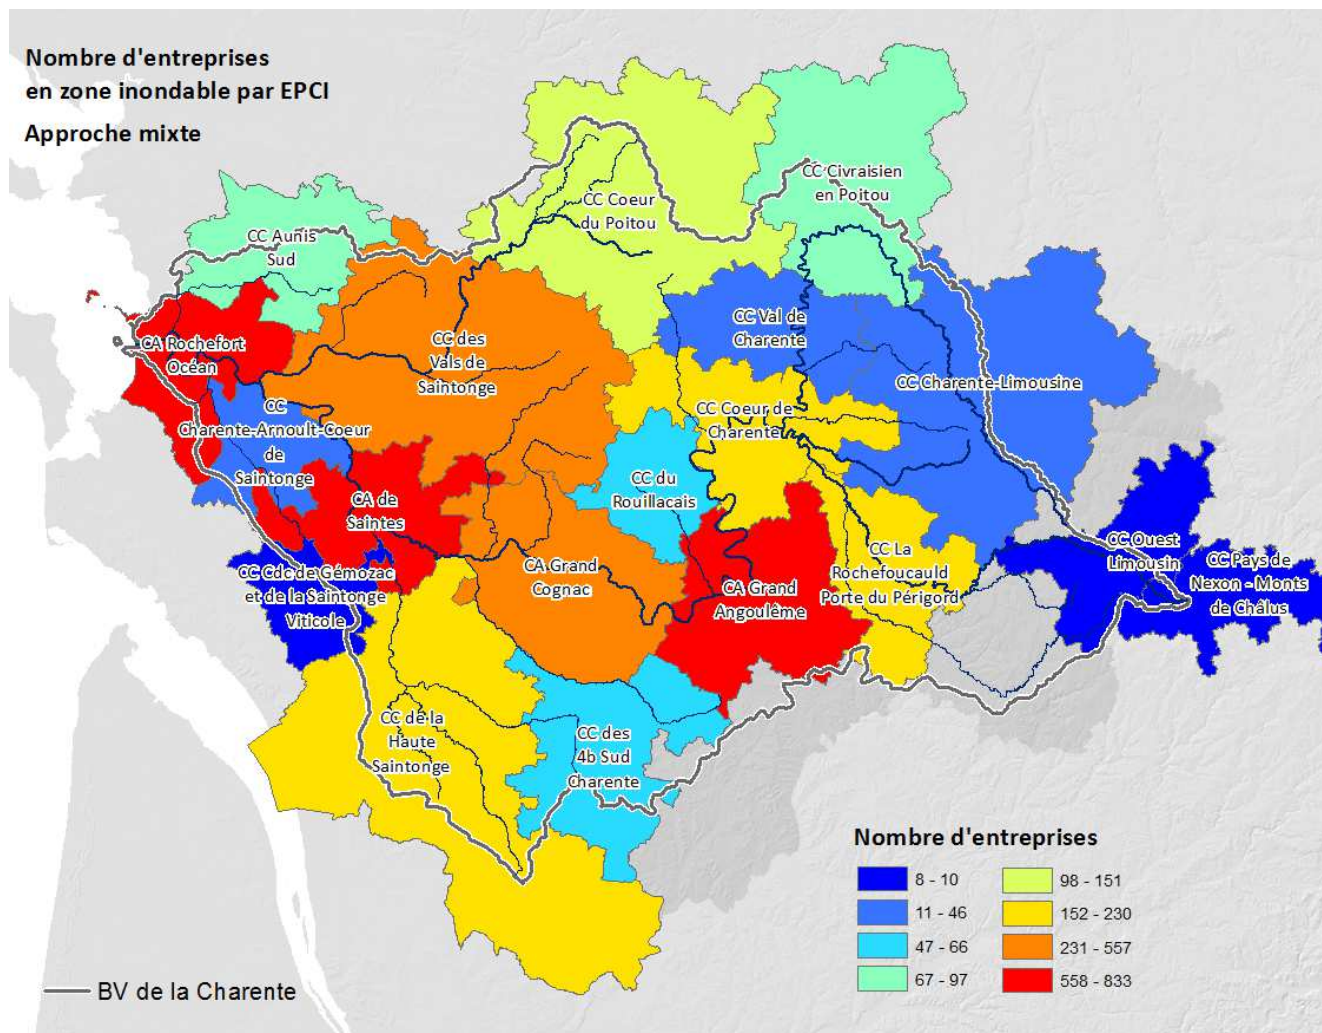 Nombre d'entreprises
en zone inondable par EPCI
Approche mixte
CC Civraisien
en Poitou
CC Coeur
du Poitou
CC Aunis
Sud
CC Val de
Charente
CA Rochefort
Océan
CC des
Vals de
Saintonge
CC Charente-Limousine
CC
Charente-Arnoult-Coeur
de
Saintonge
CC Coeur de
Charente
CC du
Rouillacais
CA de
Saintes
CC Ouest
Limousin
CC La
Rochefoucauld
Porte du Périgord
CC Pays de
Nexon - Monts
de Châlus
CA Grand
Cognac
CC Cdc de Gémozac
et de la Saintonge
Viticole
CA Grand
Angoulême
CC de la
Haute
Saintonge
CC des
4b Sud
Charente
Nombre d'entreprises
8 - 10
11 - 46
47 - 66
67 - 97
98 - 151
152 - 230
231 - 557
558 - 833
BV de la Charente